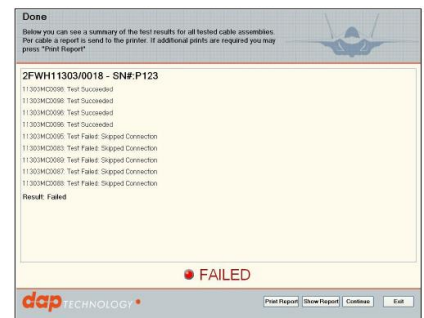 Done
Below you can see a summary of the test results for all tested cable assemblies.
Per cable a report is send to the printer. If additional prints are required you may
press "Print Report"
2FWH11303/0018 - SN#:P123
11303MC0098: Test Succeeded
11303MC0098: Test Succeeded
11303MC0096: Test Succeeded
11303MC0096: Test Succeeded
11303MC0095: Test Failed: Skipped Connection
11303MC0083: Test Failed: Skipped Connection
11303MC0089: Test Failed: Skipped Connection
11303MC0087: Test Failed: Skipped Connection
11303MC0088: Test Failed: Skipped Connection
Result: Failed
FAILED
dap TECHNOLOGY
Print Report Show Report Continue Exit